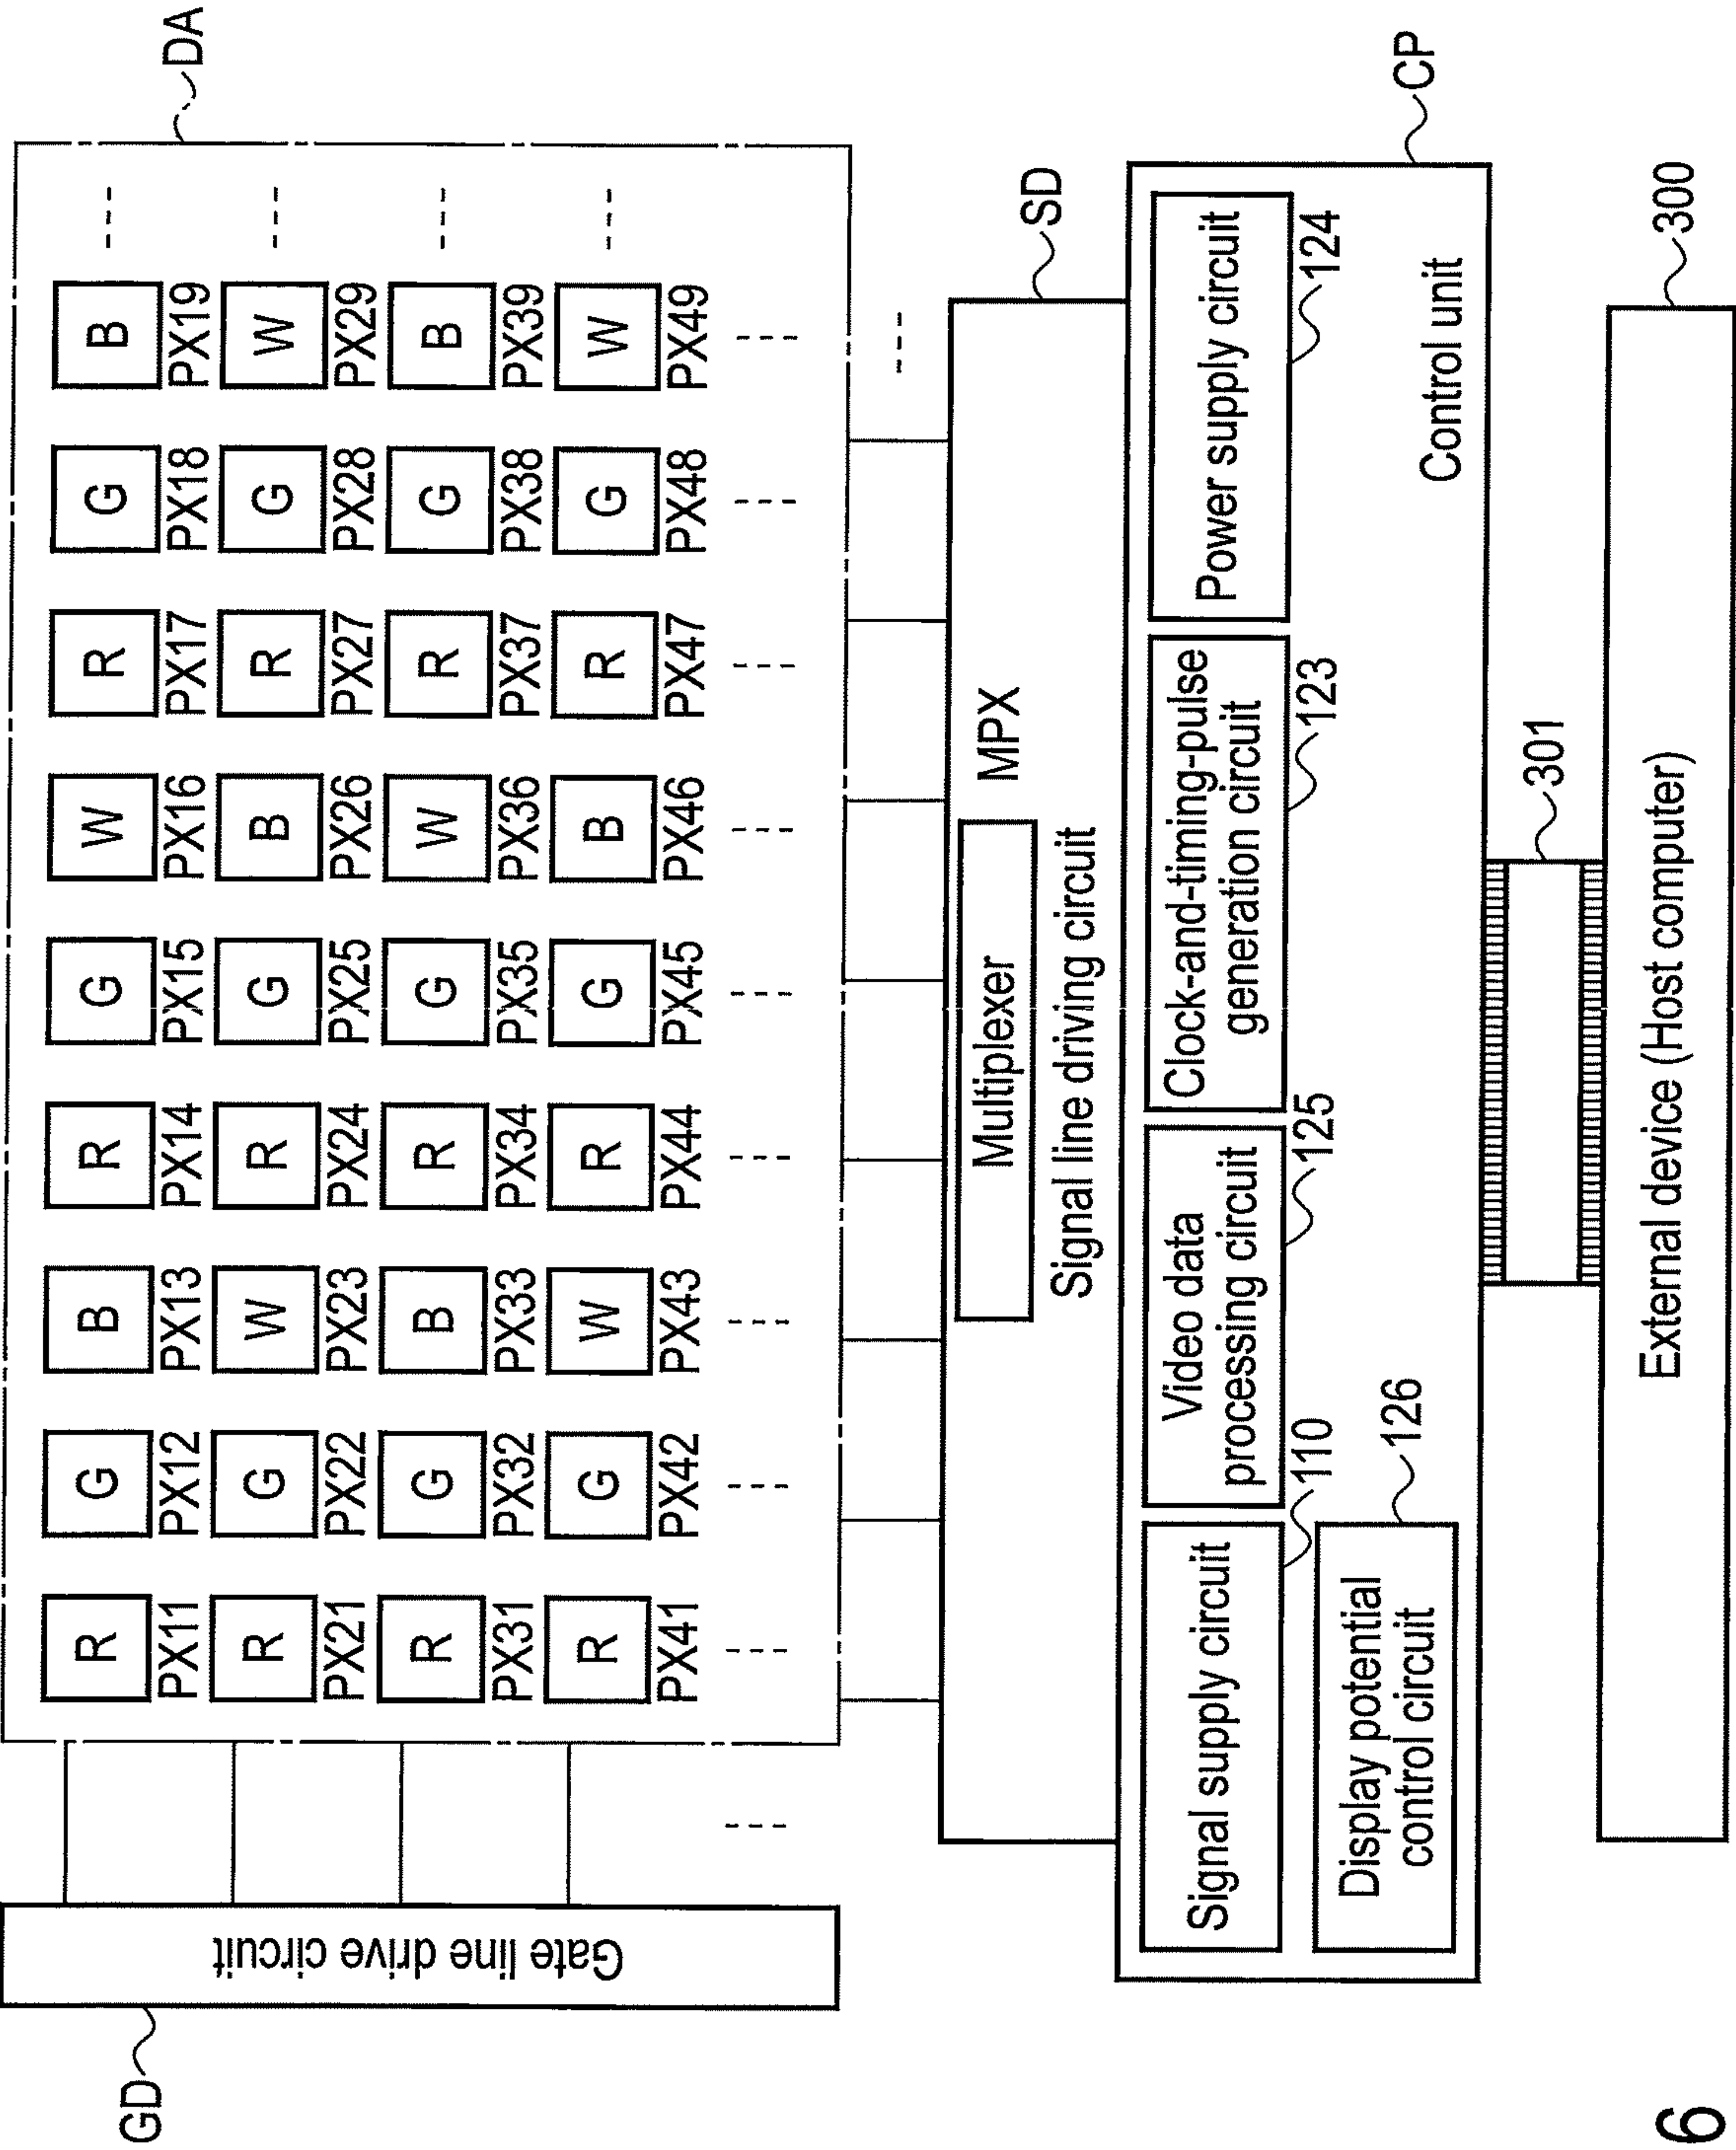 DA
GD
Gate line drive circuit
R G B R G W R G B
PX11 PX12 PX13 PX14 PX15 PX16 PX17 PX18 PX19
R G W R G B R G W
PX21 PX22 PX23 PX24 PX25 PX26 PX27 PX28 PX29
R G B R G W R G B
PX31 PX32 PX33 PX34 PX35 PX36 PX37 PX38 PX39
R G W R G B R G W
PX41 PX42 PX43 PX44 PX45 PX46 PX47 PX48 PX49
SD
Multiplexer
MPX
Signal line driving circuit
CP
Signal supply circuit
110
Video data
processing circuit
125
Clock-and-timing-pulse
generation circuit
123
Power supply circuit
124
Display potential
control circuit
126
Control unit
301
300
External device (Host computer)
6